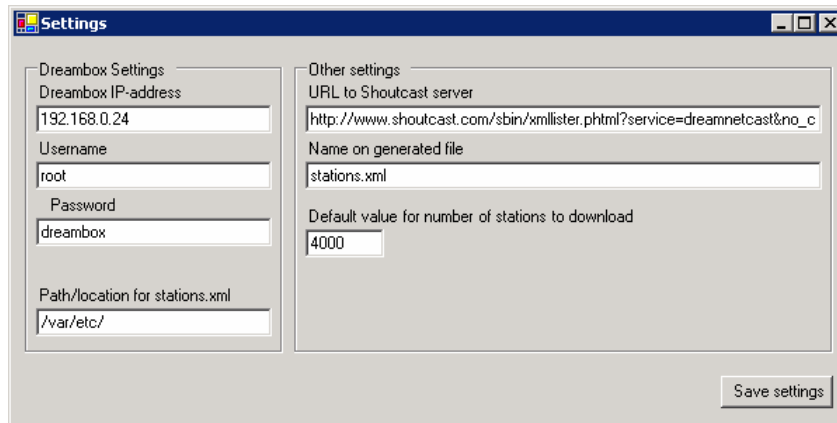 Settings
Dreambox Settings
Dreambox IP-address
192.168.0.24
Username
root
Password
dreambox
Path/location for stations.xml
/var/etc/
Other settings
URL to Shoutcast server
http://www.shoutcast.com/sbin/xmllister.phtml?service=dreamnetcast&no_c
Name on generated file
stations.xml
Default value for number of stations to download
4000
Save settings